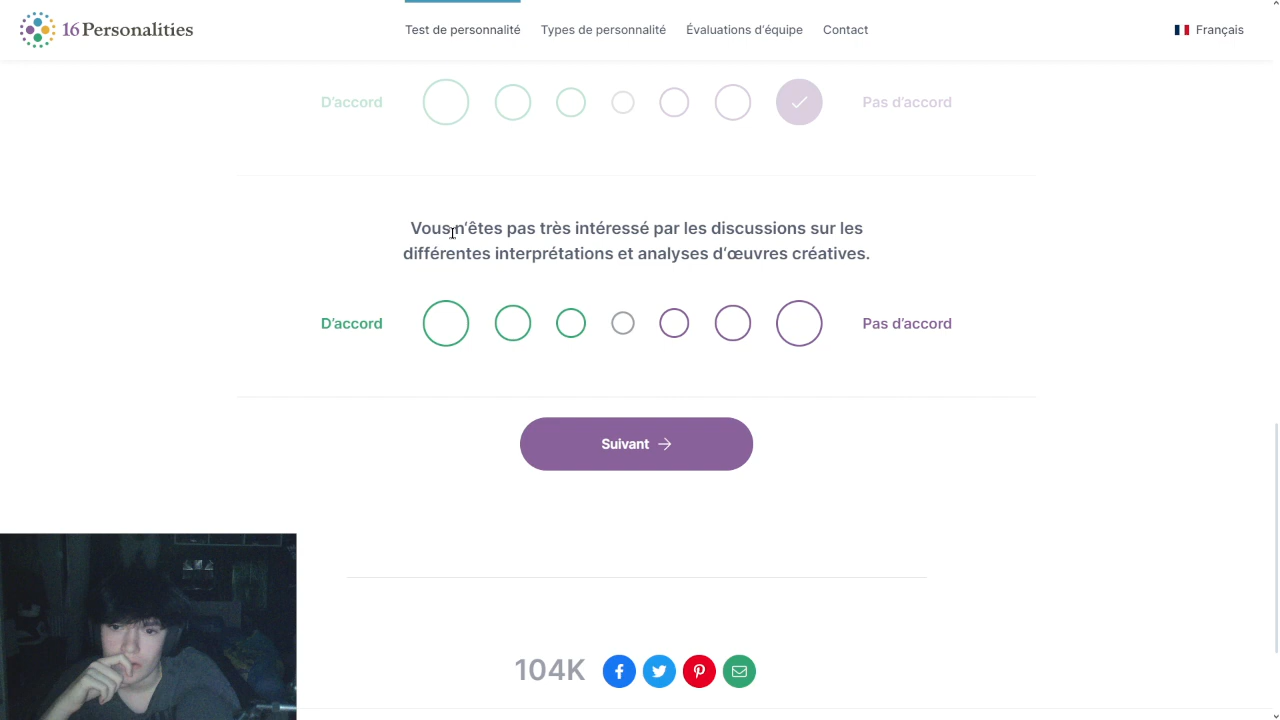 16Personalities
Test de personnalité
Types de personnalité
Évaluations d‘équipe
Contact
Français
D‘accord
Pas d‘accord
Vous n‘êtes pas très intéressé par les discussions sur les
différentes interprétations et analyses d‘œuvres créatives.
D‘accord
Pas d‘accord
Suivant
104K